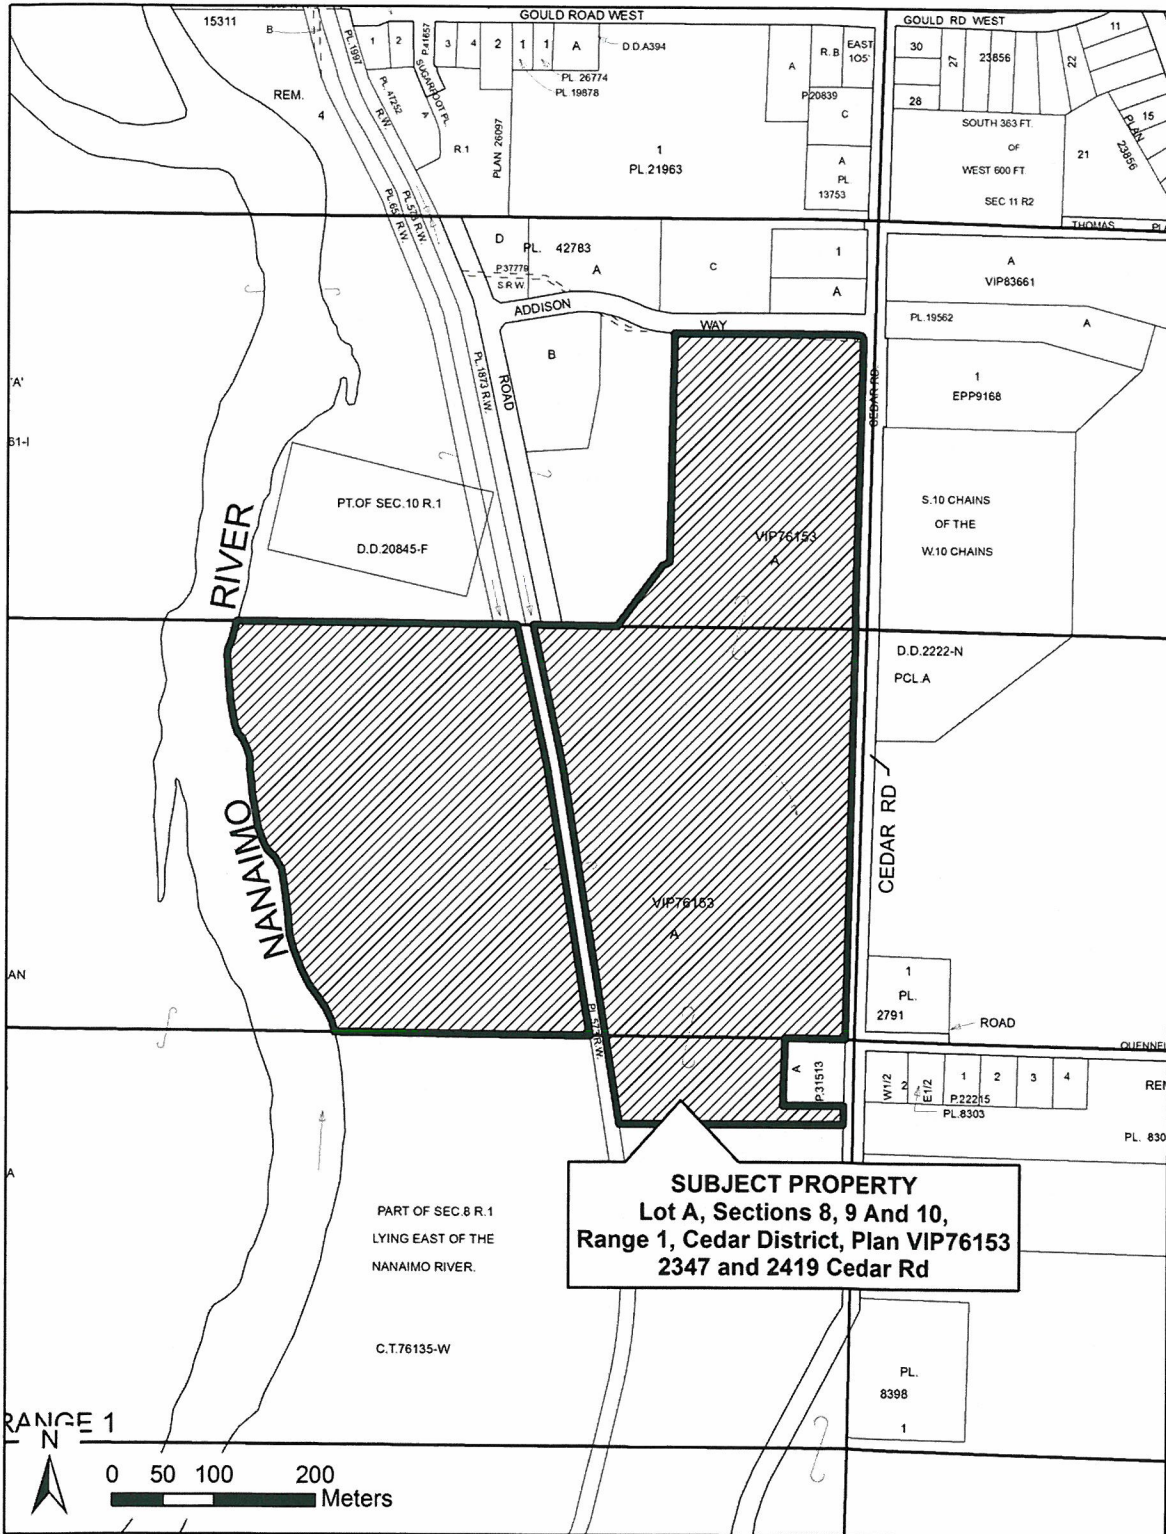 GOULD ROAD WEST
GOULD RD WEST
15311
B
PL.1997
1
2
P.41657
3
4
2
1
1
A
D.D.A394
PL. 26774
PL. 19878
PL. 47252
R.W.
SUGARFOOT PL.
A
REM.
4
R.1
PLAN 26097
1
PL.21963
A
R.B
EAST
105'
P.20839
C
A
PL.
13753
30
28
27
23856
22
11
15
PLAN
23856
21
SOUTH 363 FT.
OF
WEST 600 FT
SEC 11 R2
THOMAS
PL.573 R.W.
D
PL. 42783
P.37779
S.R.W.
A
C
1
A
A
VIP83661
PL.19562
A
ADDISON
WAY
B
PL.1873 R.W.
ROAD
CEDAR RD.
1
EPP9168
'A'
61-I
PT.OF SEC.10 R.1
D.D.20845-F
S.10 CHAINS
OF THE
W.10 CHAINS
VIP76153
A
RIVER
D.D.2222-N
PCL.A
NANAIMO
CEDAR RD
VIP76153
A
AN
1
PL.
2791
ROAD
PL. 573 R.W.
A
P.31513
W1/2
2
E1/2
1
2
3
4
P.22215
PL.8303
PL. 830
A
SUBJECT PROPERTY
Lot A, Sections 8, 9 And 10,
Range 1, Cedar District, Plan VIP76153
2347 and 2419 Cedar Rd
PART OF SEC.8 R.1
LYING EAST OF THE
NANAIMO RIVER.
C.T.76135-W
PL.
8398
1
RANGE 1
N
0 50 100 200
Meters